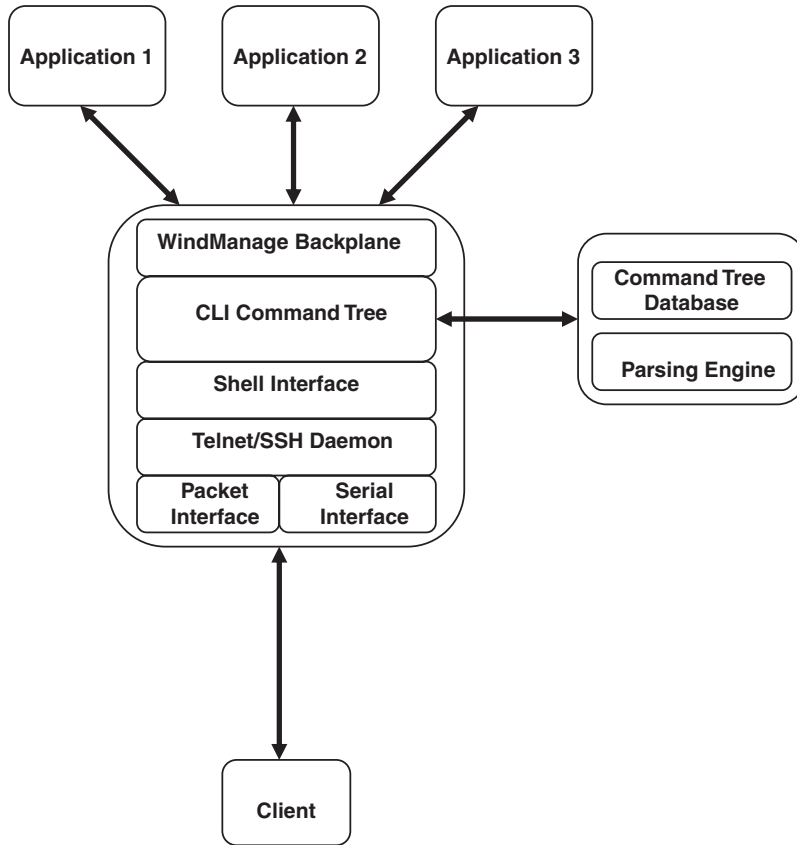 Application 1
Application 2
Application 3
WindManage Backplane
CLI Command Tree
Shell Interface
Telnet/SSH Daemon
Packet
Interface
Serial
Interface
Command Tree
Database
Parsing Engine
Client